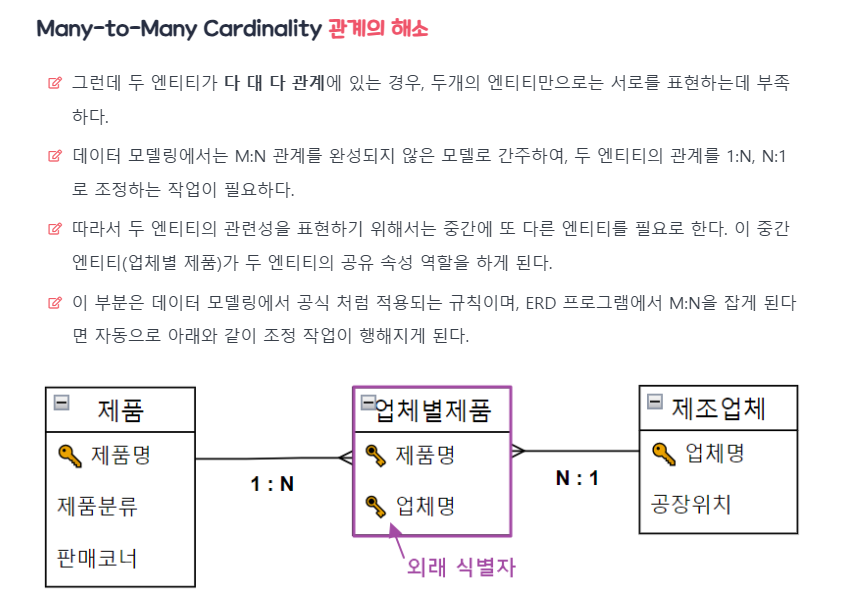 Many-to-Many Cardinality 관계의 해소
그런데 두 엔티티가 다 대 다 관계에 있는 경우, 두개의 엔티티만으로는 서로를 표현하는데 부족
하다.
데이터 모델링에서는 M:N 관계를 완성되지 않은 모델로 간주하여, 두 엔티티의 관계를 1:N, N:1
로 조정하는 작업이 필요하다.
따라서 두 엔티티의 관련성을 표현하기 위해서는 중간에 또 다른 엔티티를 필요로 한다. 이 중간
엔티티(업체별 제품)가 두 엔티티의 공유 속성 역할을 하게 된다.
이 부분은 데이터 모델링에서 공식 처럼 적용되는 규칙이며, ERD 프로그램에서 M:N을 잡게 된다
면 자동으로 아래와 같이 조정 작업이 행해지게 된다.
제품
제품명
제품분류
판매코너
1 : N
업체별제품
제품명
업체명
외래 식별자
N : 1
제조업체
업체명
공장위치